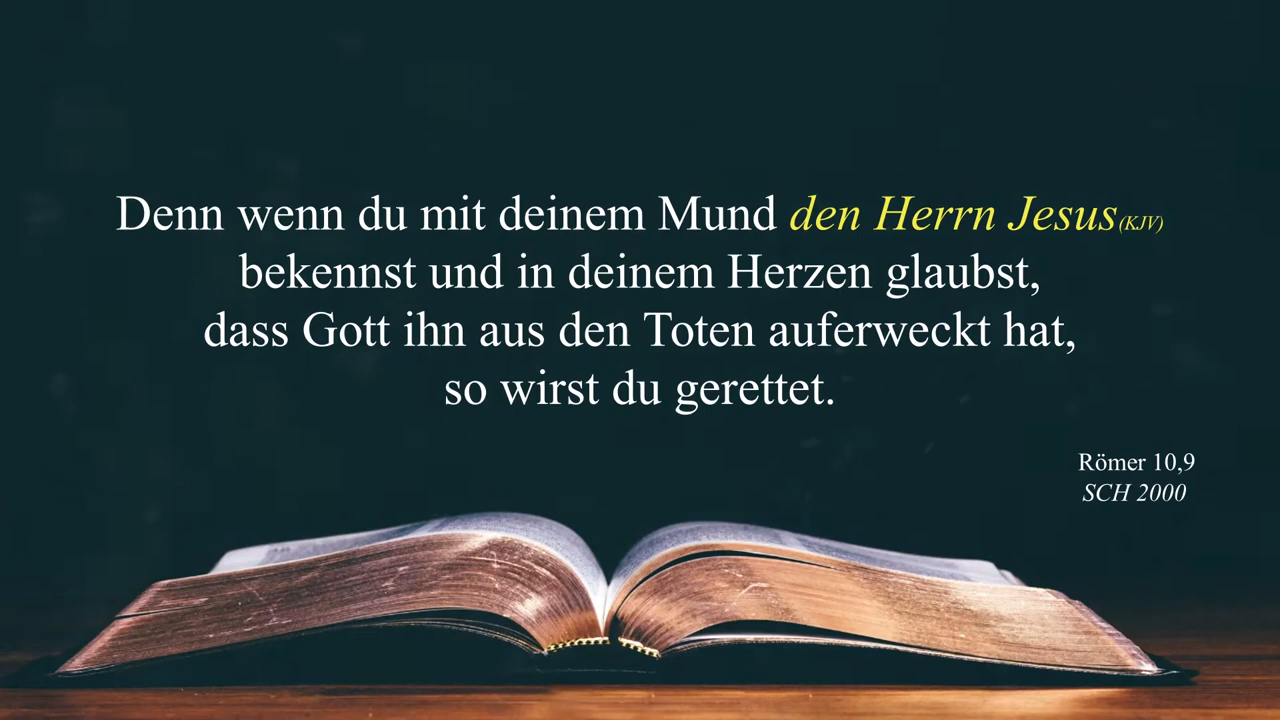 Denn wenn du mit deinem Mund den Herrn Jesus(KJV)
bekennst und in deinem Herzen glaubst,
dass Gott ihn aus den Toten auferweckt hat,
so wirst du gerettet.
Römer 10,9
SCH 2000